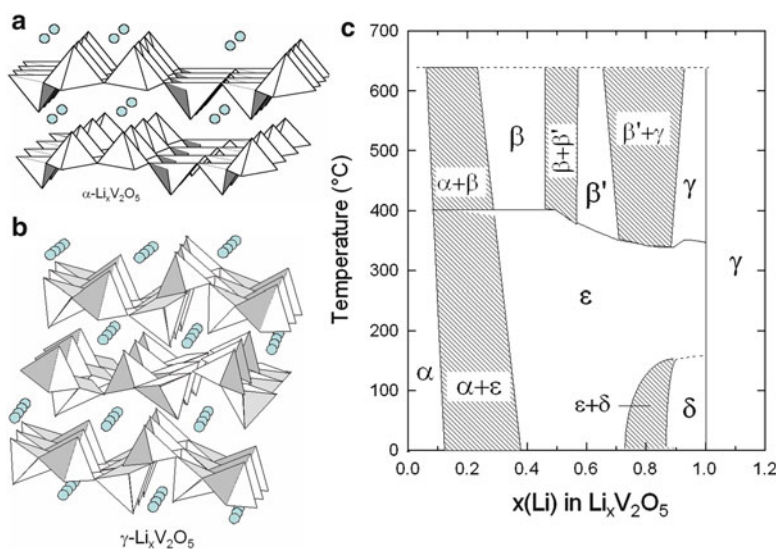 a
α-LiₓV₂O₅
b
γ-LiₓV₂O₅
c
Temperature (°C)
700
600
500
400
300
200
100
0
0.0 0.2 0.4 0.6 0.8 1.0 1.2
x(Li) in LiₓV₂O₅
α+β
β
β+β'
β'
β'+γ
γ
γ
ε
α
α+ε
ε+δ
δ